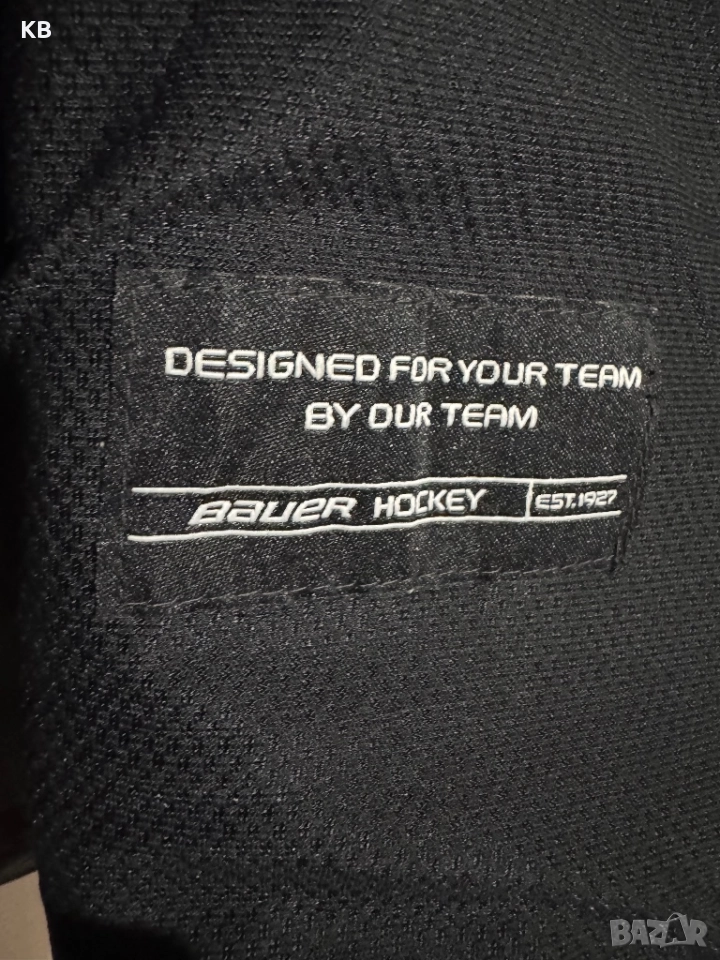 KB
DESIGNED FOR YOUR TEAM
BY OUR TEAM
BAUER HOCKEY EST. 1927
BAZAR